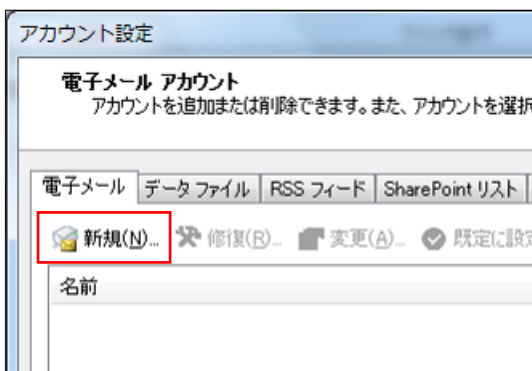 アカウント設定
電子メール アカウント
アカウントを追加または削除できます。また、アカウントを選択
電子メール データ ファイル RSS フィード SharePoint リスト
新規(N)... 修復(R)... 変更(A)... 既定に設定
名前